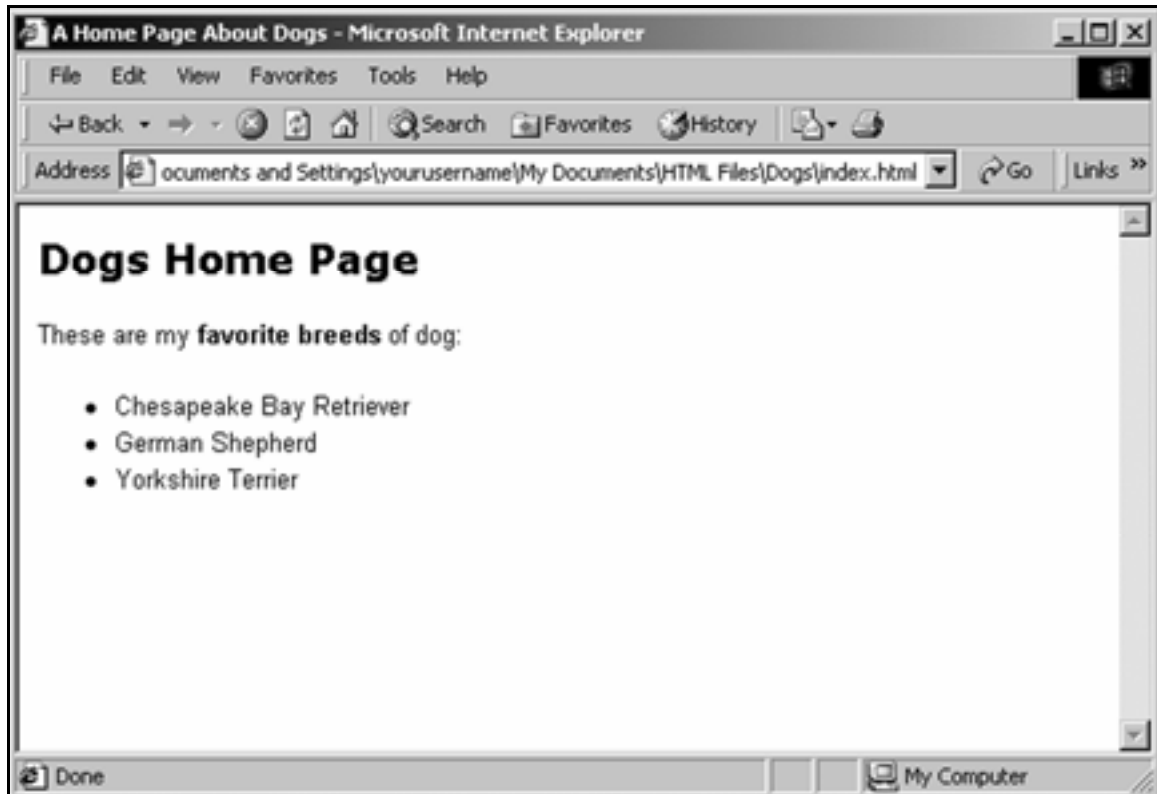 A Home Page About Dogs - Microsoft Internet Explorer
File Edit View Favorites Tools Help
Back Search Favorites History
Address ocuments and Settings\yourusername\My Documents\HTML Files\Dogs\index.html Go Links »
Dogs Home Page
These are my favorite breeds of dog:
• Chesapeake Bay Retriever
• German Shepherd
• Yorkshire Terrier
Done My Computer